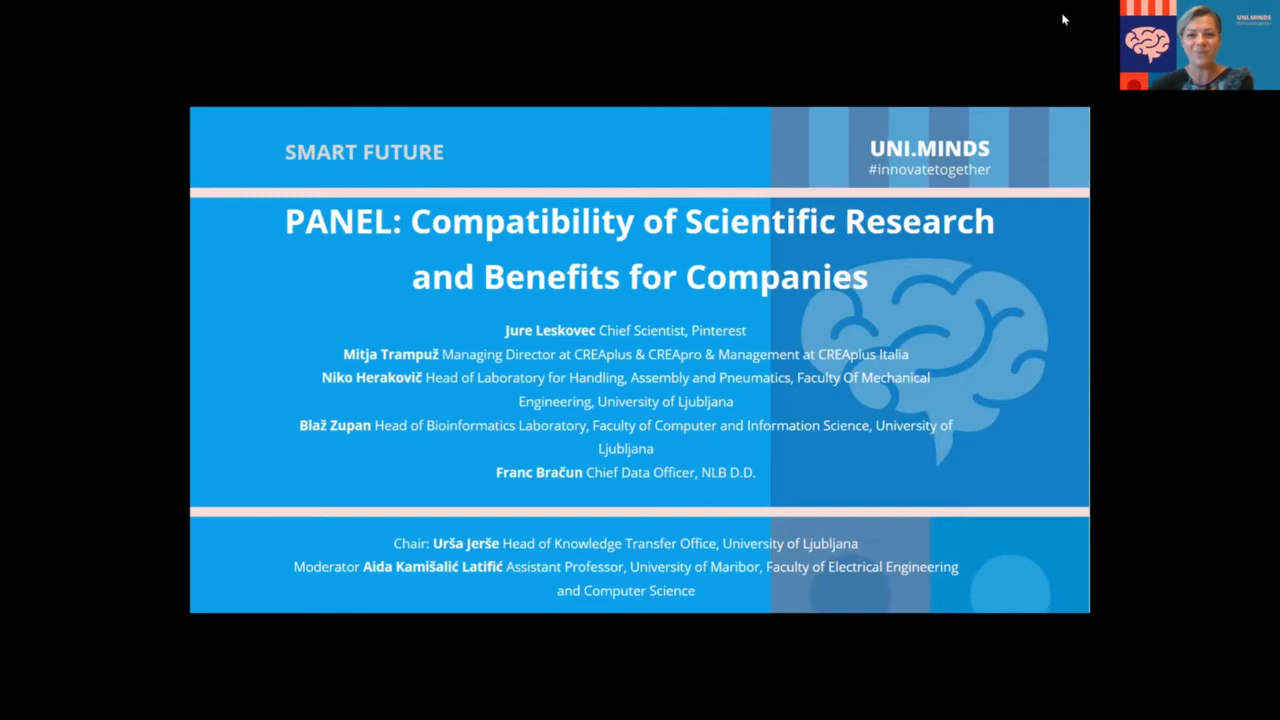 UNI.MINDS
SMART FUTURE
UNI.MINDS
#innovatetogether
PANEL: Compatibility of Scientific Research
and Benefits for Companies
Jure Leskovec Chief Scientist, Pinterest
Mitja Trampuž Managing Director at CREAplus & CREApro & Management at CREAplus Italia
Niko Herakovič Head of Laboratory for Handling, Assembly and Pneumatics, Faculty Of Mechanical
Engineering, University of Ljubljana
Blaž Zupan Head of Bioinformatics Laboratory, Faculty of Computer and Information Science, University of
Ljubljana
Franc Bračun Chief Data Officer, NLB D.D.
Chair: Urša Jerše Head of Knowledge Transfer Office, University of Ljubljana
Moderator Aida Kamišalić Latifić Assistant Professor, University of Maribor, Faculty of Electrical Engineering
and Computer Science